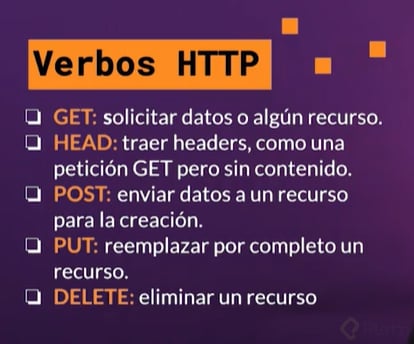 Verbos HTTP
❏ GET: solicitar datos o algún recurso.
❏ HEAD: traer headers, como una
petición GET pero sin contenido.
❏ POST: enviar datos a un recurso
para la creación.
❏ PUT: reemplazar por completo un
recurso.
❏ DELETE: eliminar un recurso